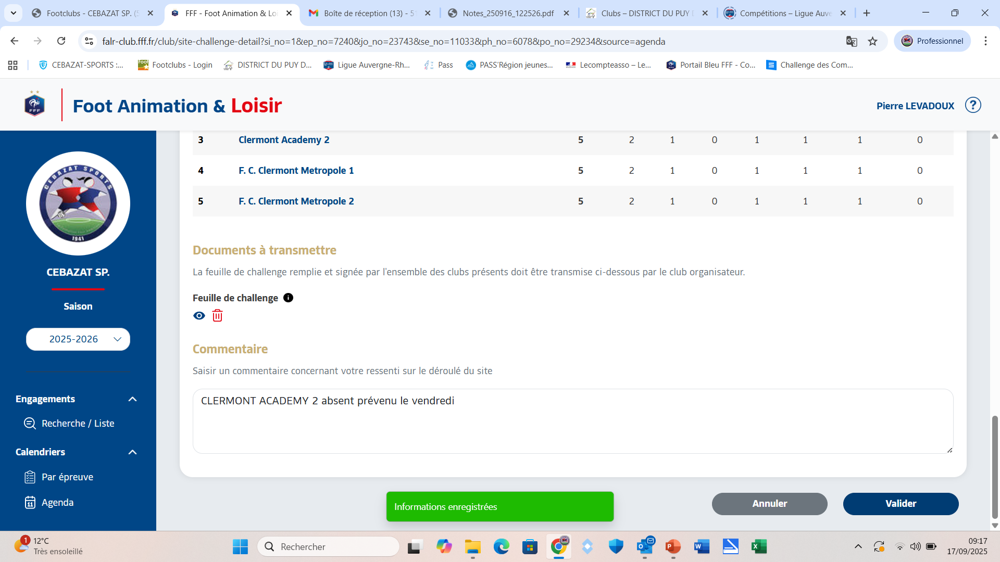 Footclubs - CEBAZAT SP. (5
FFF - Foot Animation & Loi
Boîte de réception (13) - 51
Notes_250916_122526.pdf
Clubs – DISTRICT DU PUY D
Compétitions – Ligue Auve
falr-club.fff.fr/club/site-challenge-detail?si_no=1&ep_no=7240&jo_no=23743&se_no=11033&ph_no=6078&po_no=29234&source=agenda
Professionnel
CEBAZAT-SPORTS :...
Footclubs - Login
DISTRICT DU PUY D...
Ligue Auvergne-Rh...
Pass
PASS'Région jeunes...
Lecompteasso – Le...
Portail Bleu FFF - Co...
Challenge des Com...
FFF
Foot Animation & Loisir
Pierre LEVADOUX
?
CEBAZAT SPORTS
1941
CEBAZAT SP.
Saison
2025-2026
Engagements
Recherche / Liste
Calendriers
Par épreuve
Agenda
3 Clermont Academy 2 5 2 1 0 1 1 1 0
4 F. C. Clermont Metropole 1 5 2 1 0 1 1 1 0
5 F. C. Clermont Metropole 2 5 2 1 0 1 1 1 0
Documents à transmettre
La feuille de challenge remplie et signée par l'ensemble des clubs présents doit être transmise ci-dessous par le club organisateur.
Feuille de challenge
Commentaire
Saisir un commentaire concernant votre ressenti sur le déroulé du site
CLERMONT ACADEMY 2 absent prévenu le vendredi
Informations enregistrées
Annuler
Valider
1
12°C
Très ensoleillé
Rechercher
09:17
17/09/2025